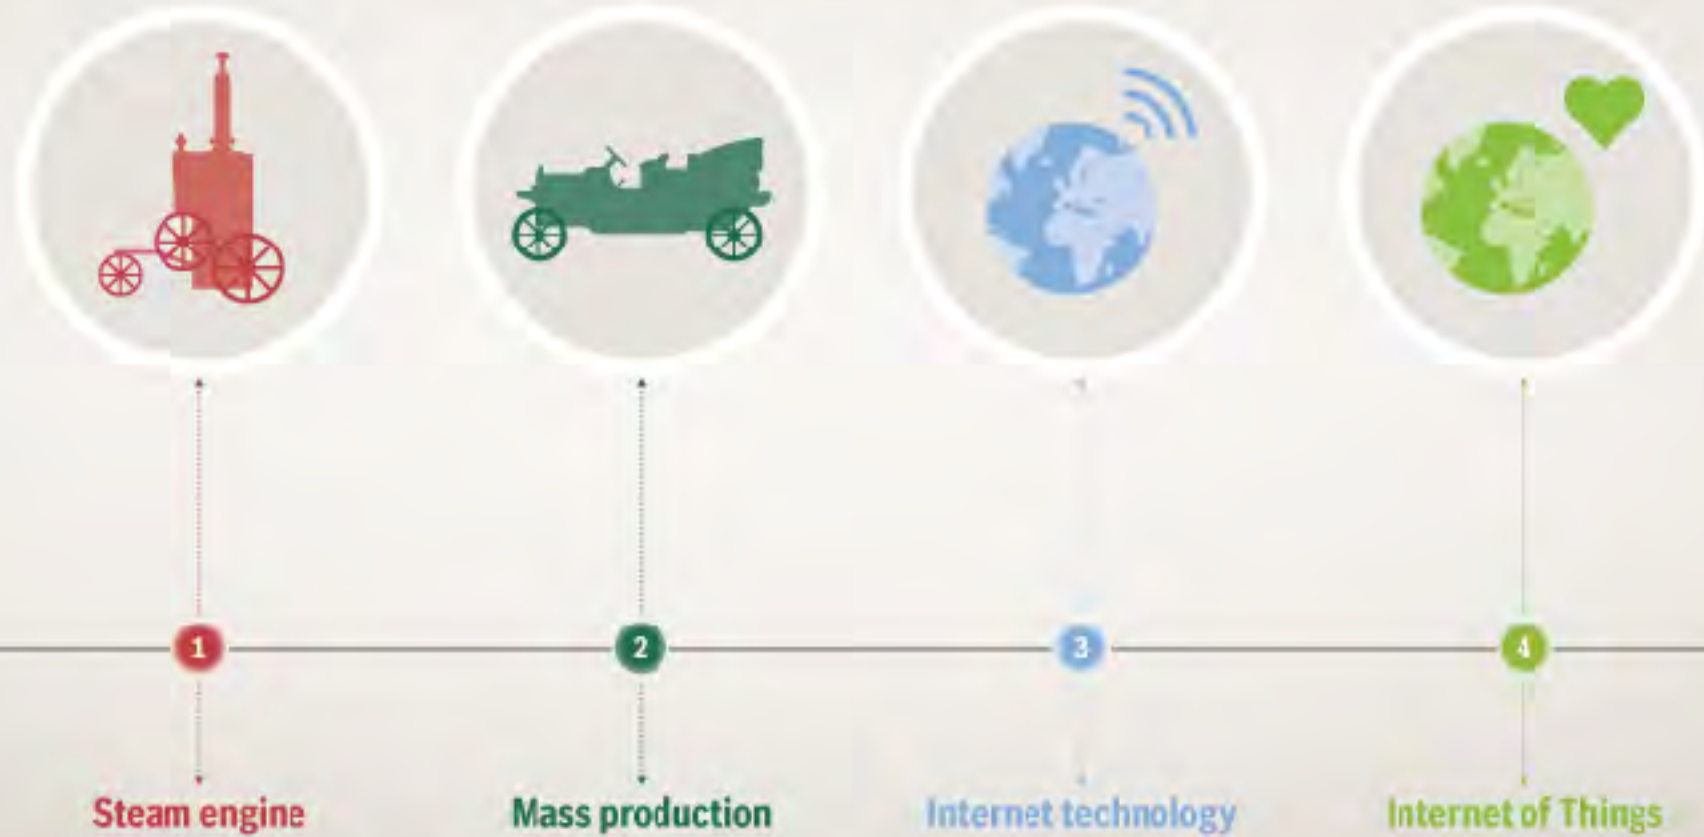 1
2
3
4
Steam engine
Mass production
Internet technology
Internet of Things